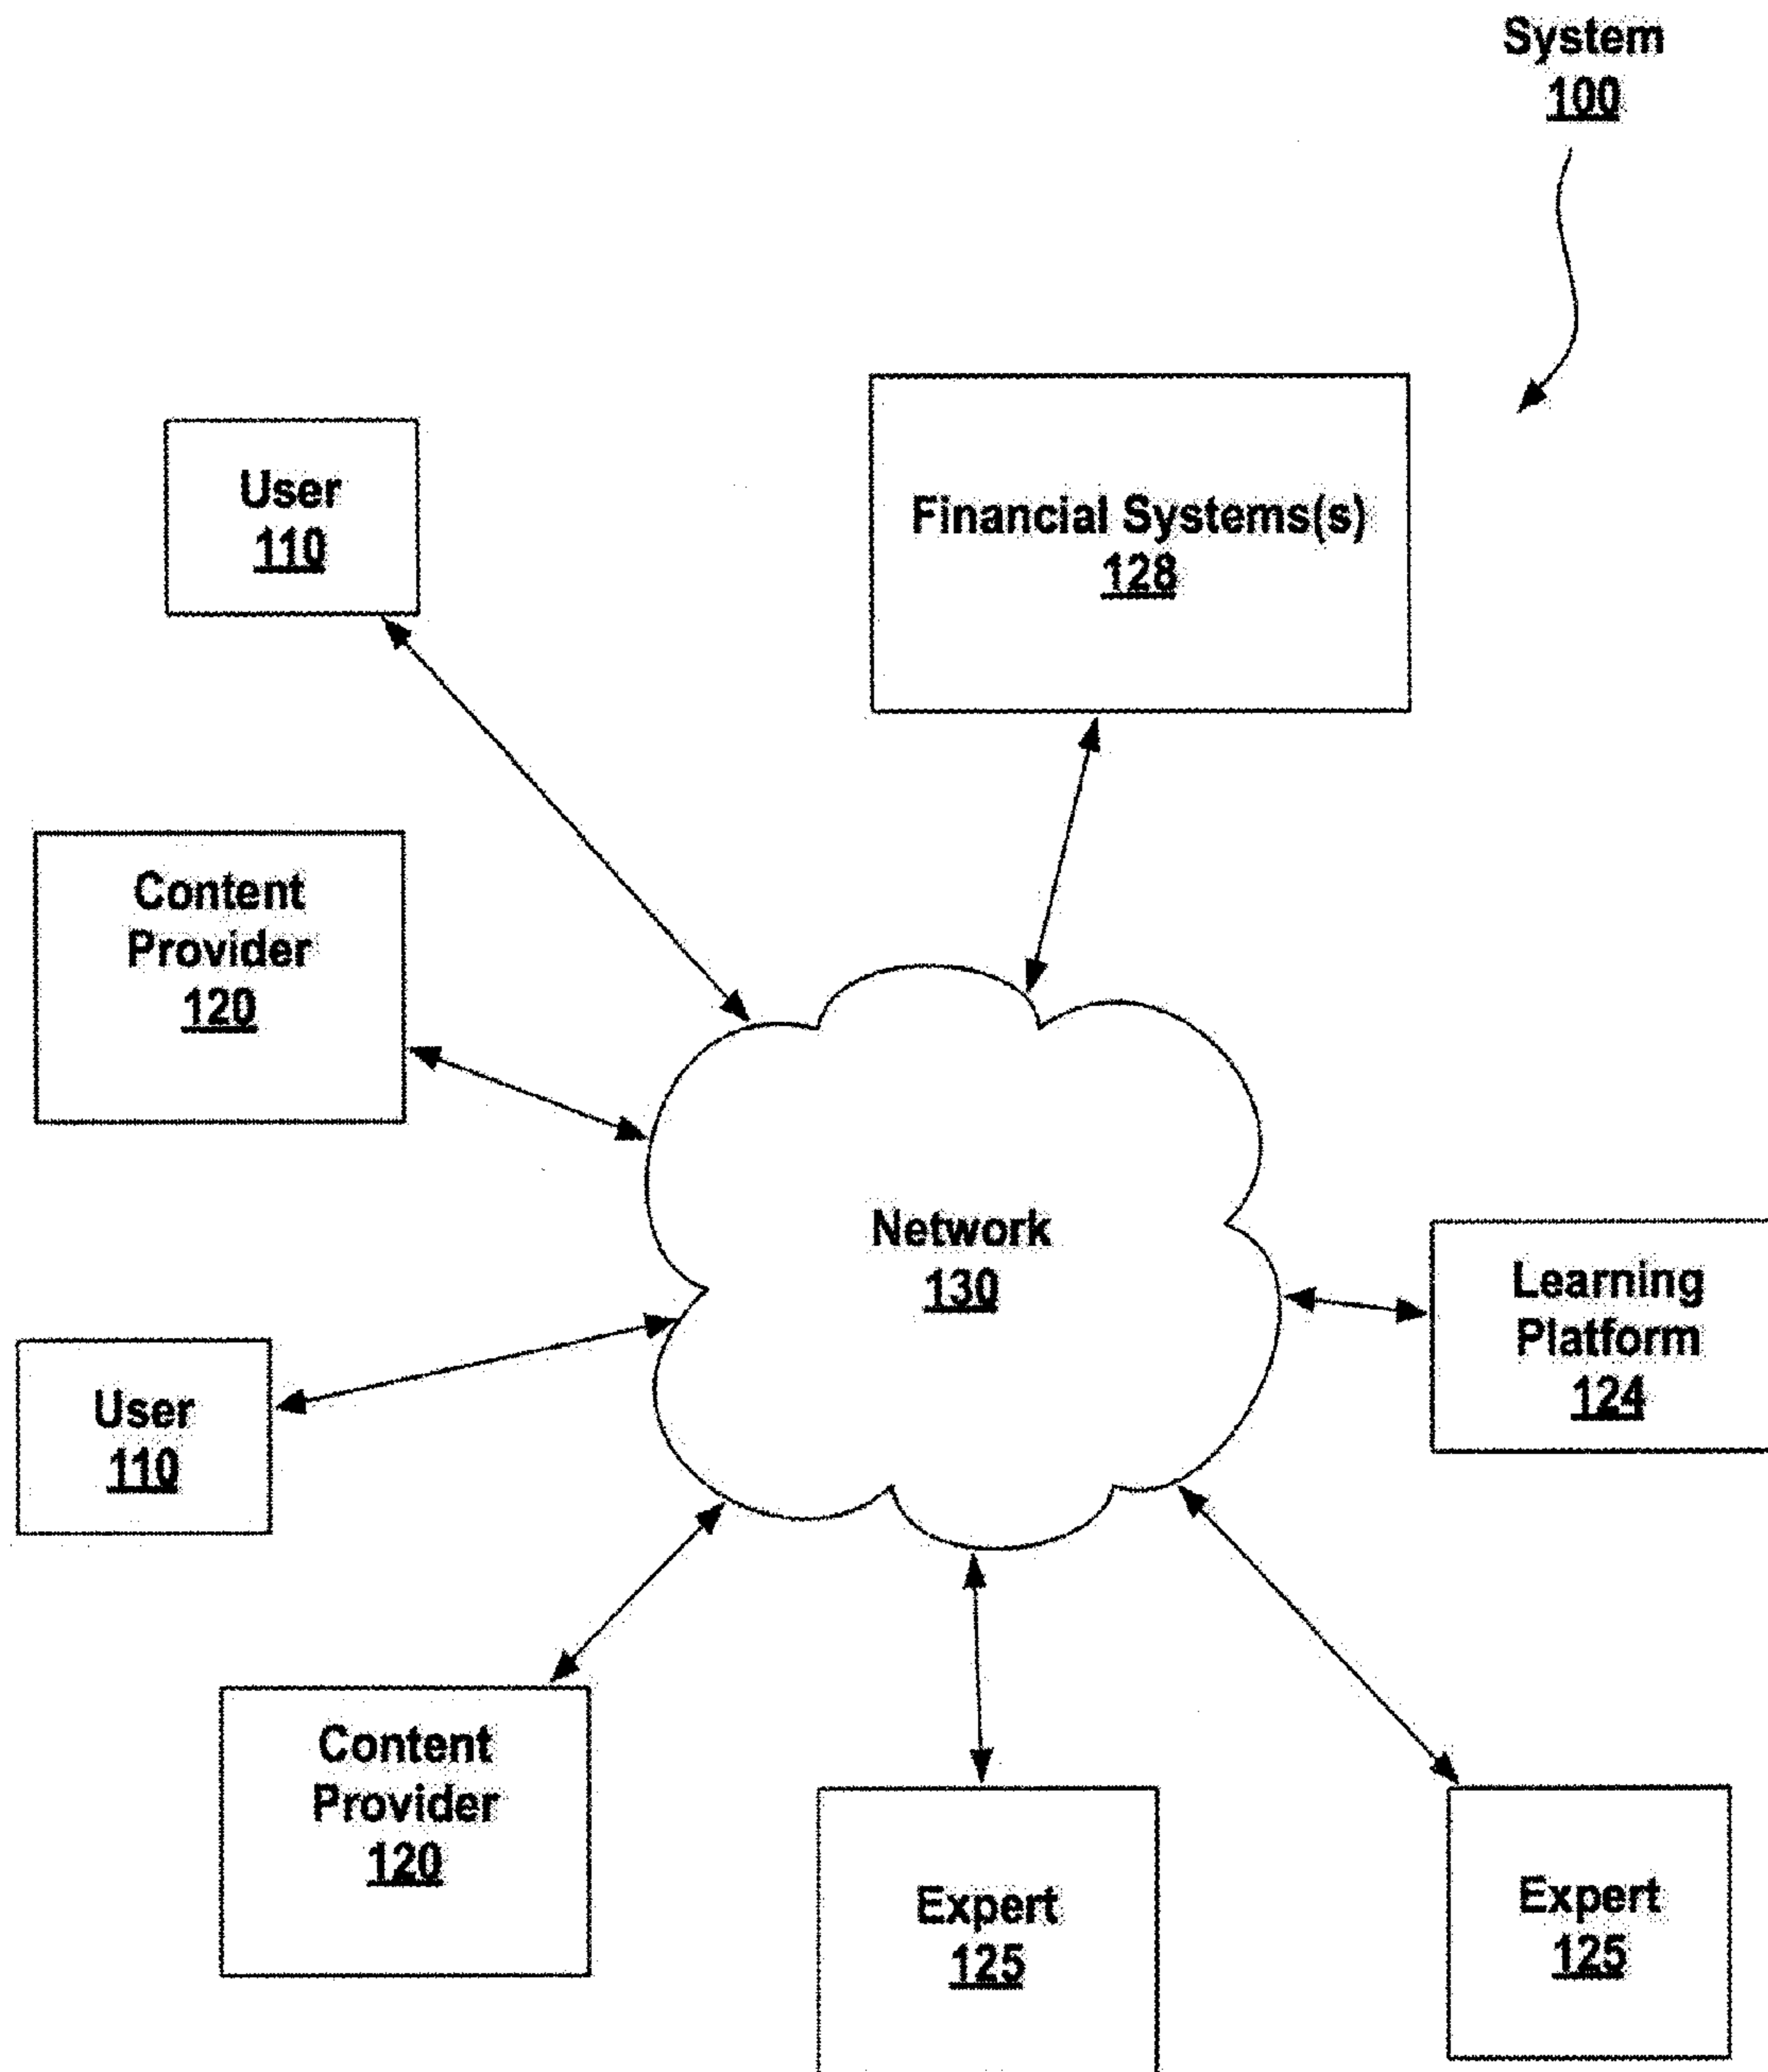 System
100
User
110
Financial Systems(s)
128
Content
Provider
120
Network
130
Learning
Platform
124
User
110
Content
Provider
120
Expert
125
Expert
125